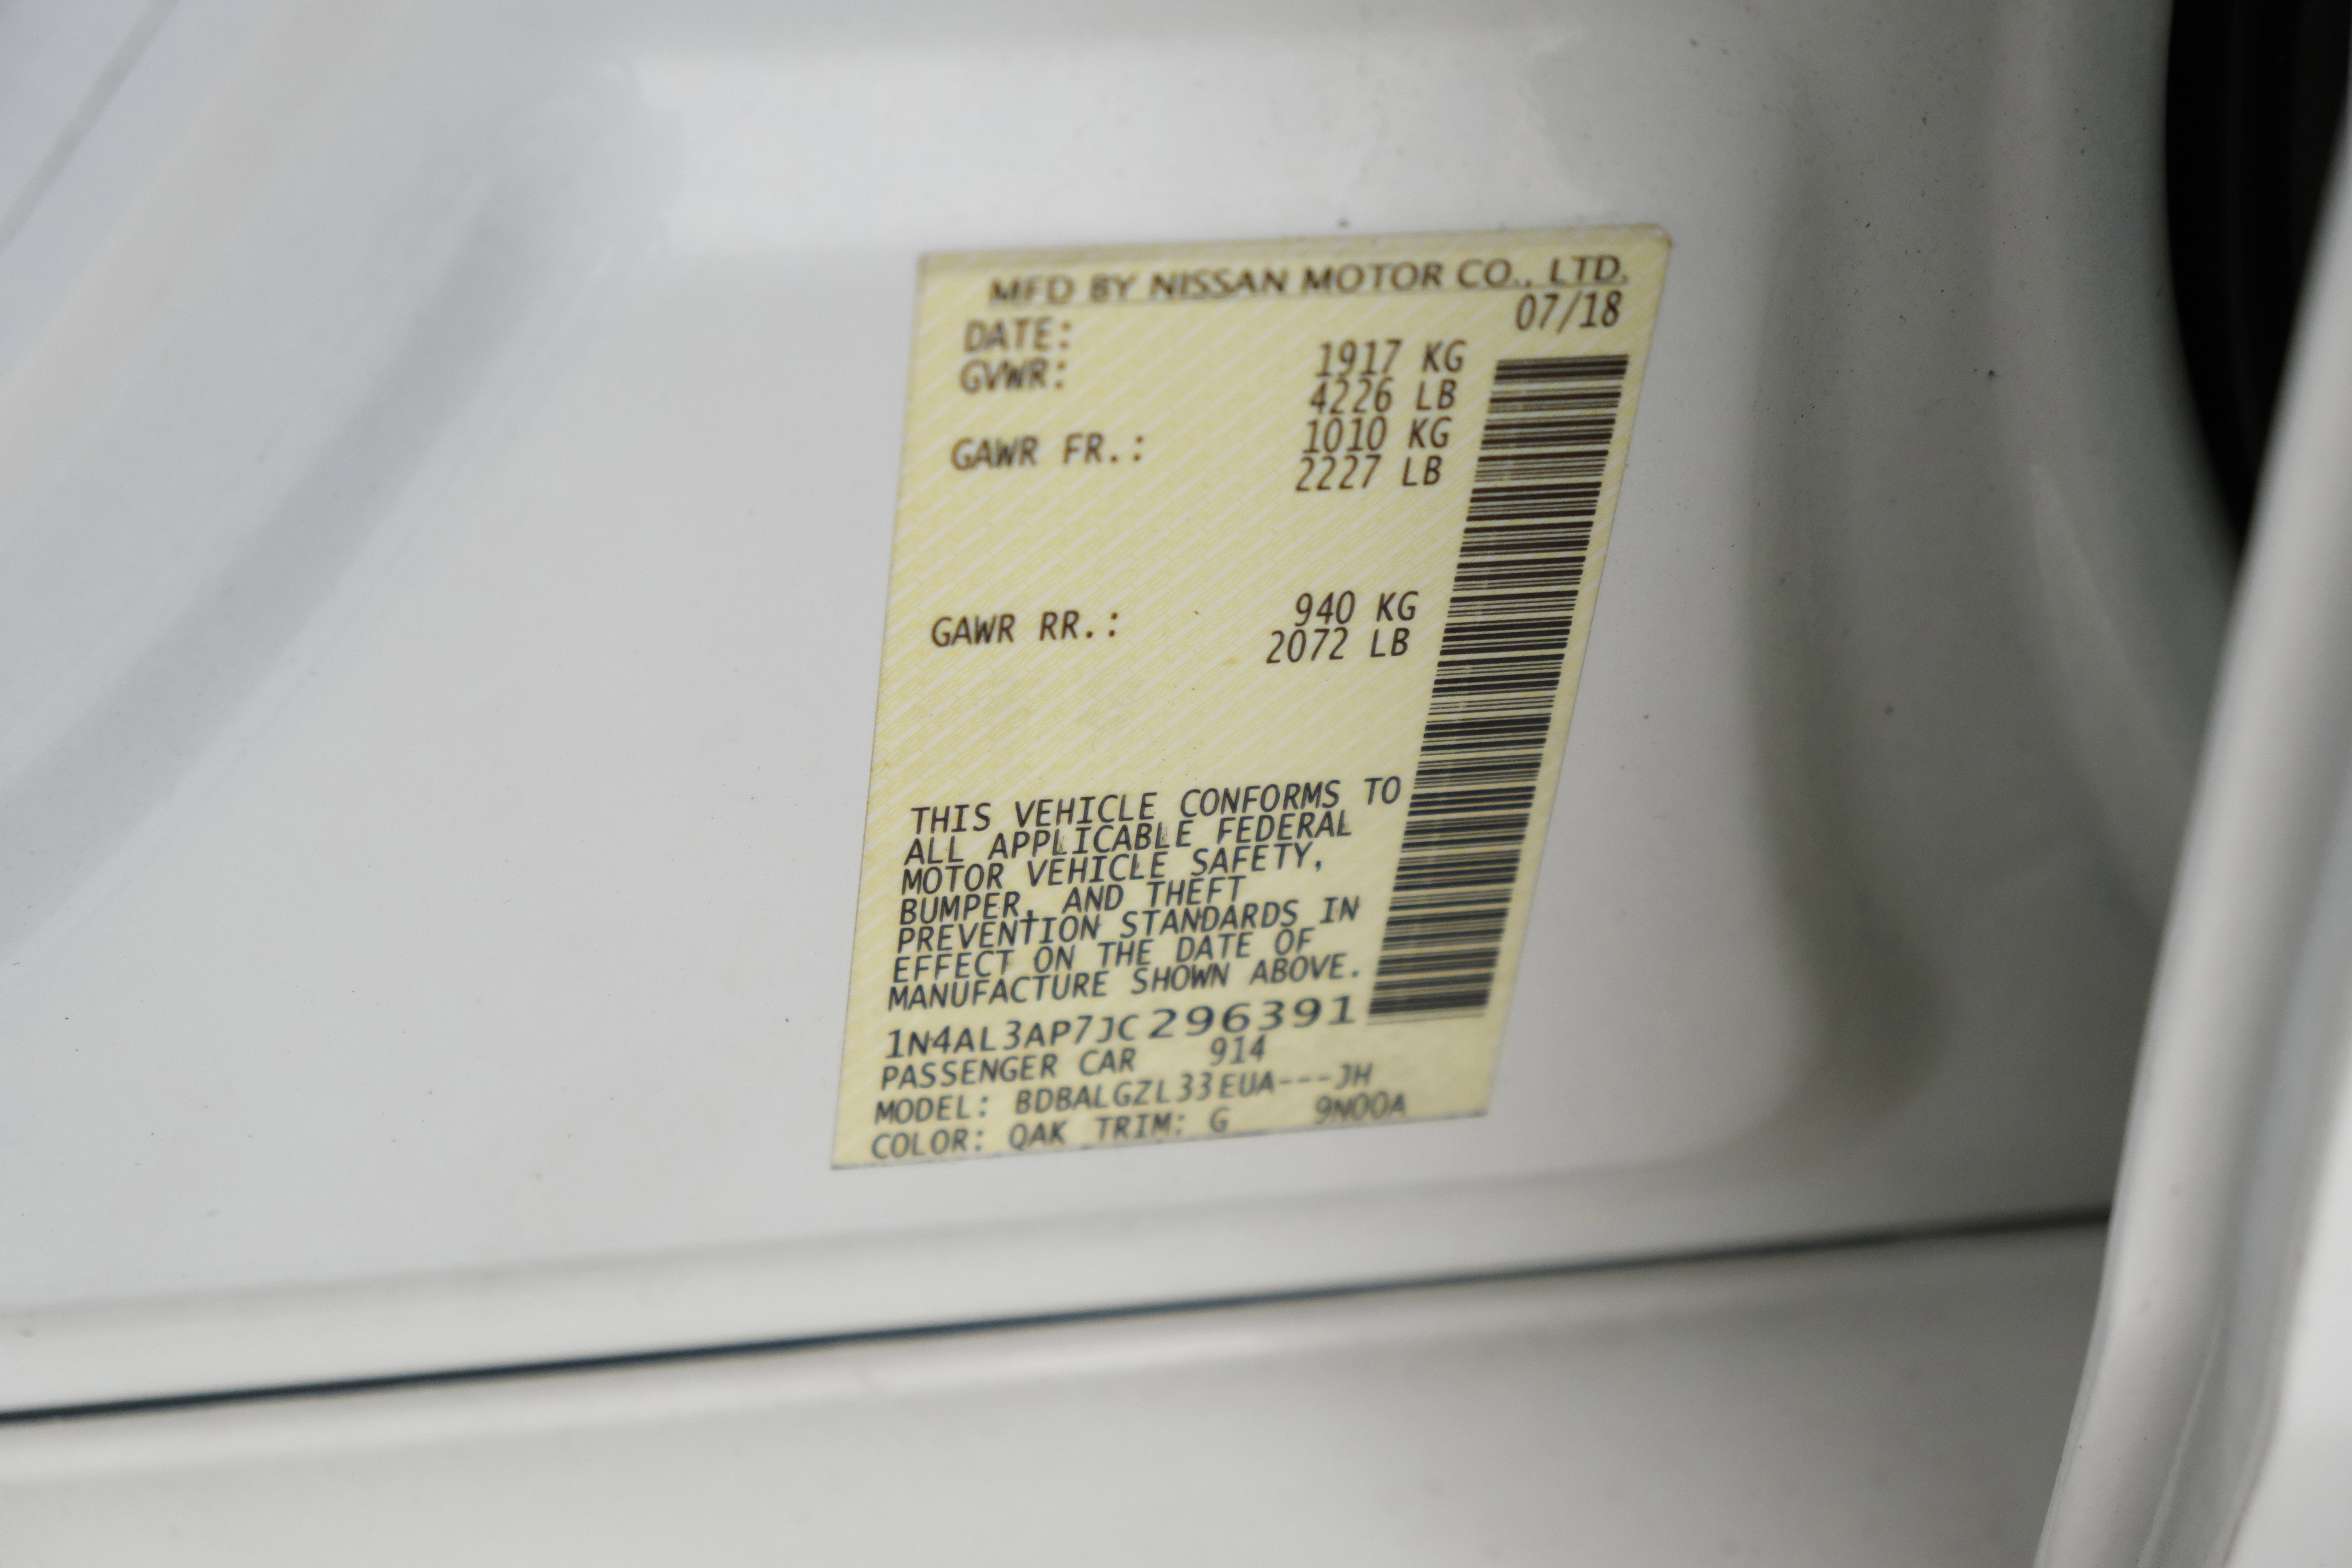 MFD BY NISSAN MOTOR CO., LTD.
DATE: 07/18
GVWR: 1917 KG
4226 LB
GAWR FR.: 1010 KG
2227 LB
GAWR RR.: 940 KG
2072 LB
THIS VEHICLE CONFORMS TO
ALL APPLICABLE FEDERAL
MOTOR VEHICLE SAFETY,
BUMPER, AND THEFT
PREVENTION STANDARDS IN
EFFECT ON THE DATE OF
MANUFACTURE SHOWN ABOVE.
1N4AL3AP7JC296391
PASSENGER CAR 914
MODEL: BDBALGZL33EUA---JH
COLOR: QAK TRIM: G 9N00A